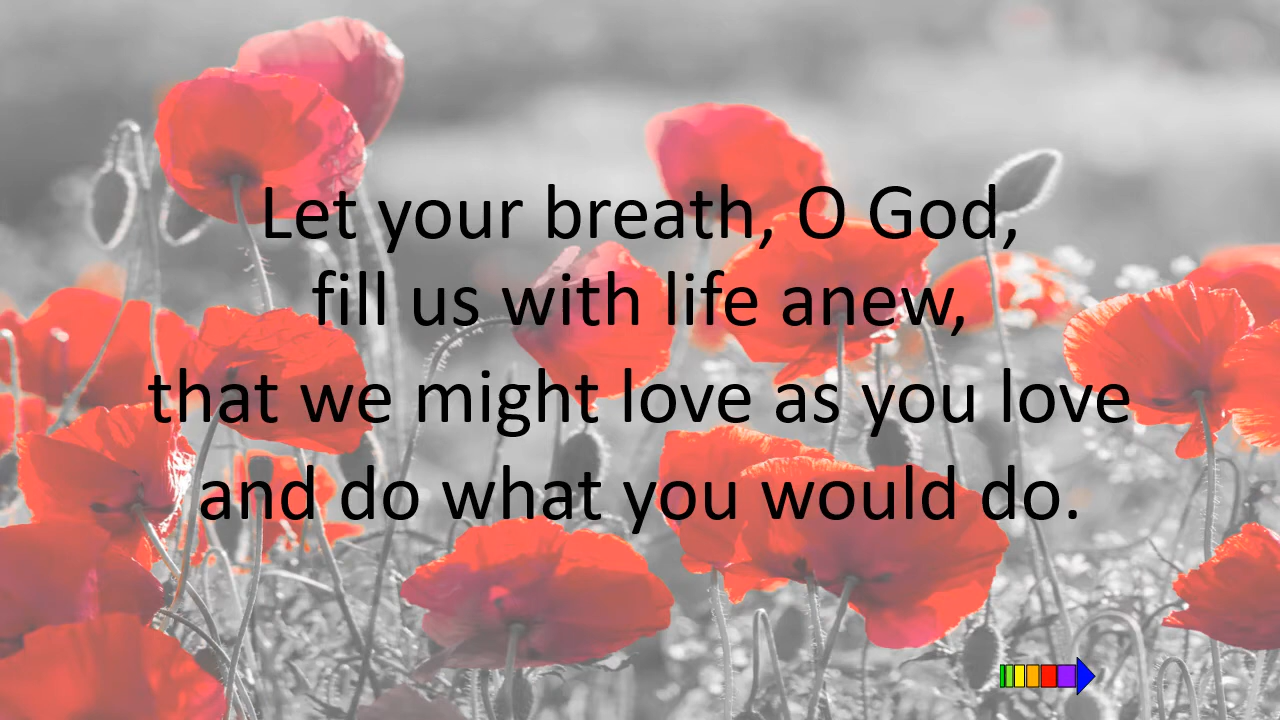 Let your breath, O God,
fill us with life anew,
that we might love as you love
and do what you would do.